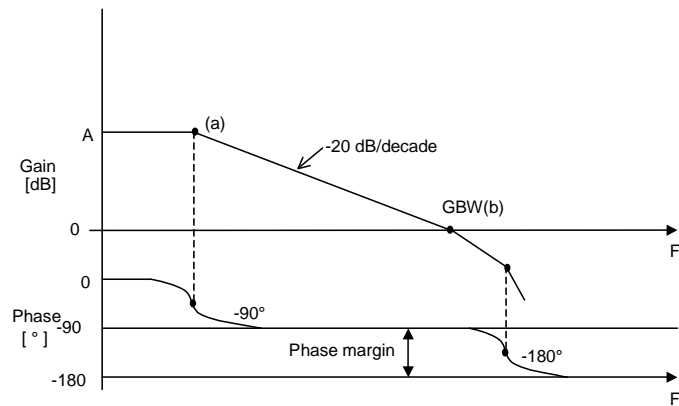 A
(a)
-20 dB/decade
Gain
[dB]
GBW(b)
0
F
0
-90°
Phase
[ ° ]
-90
Phase margin
-180°
-180
F